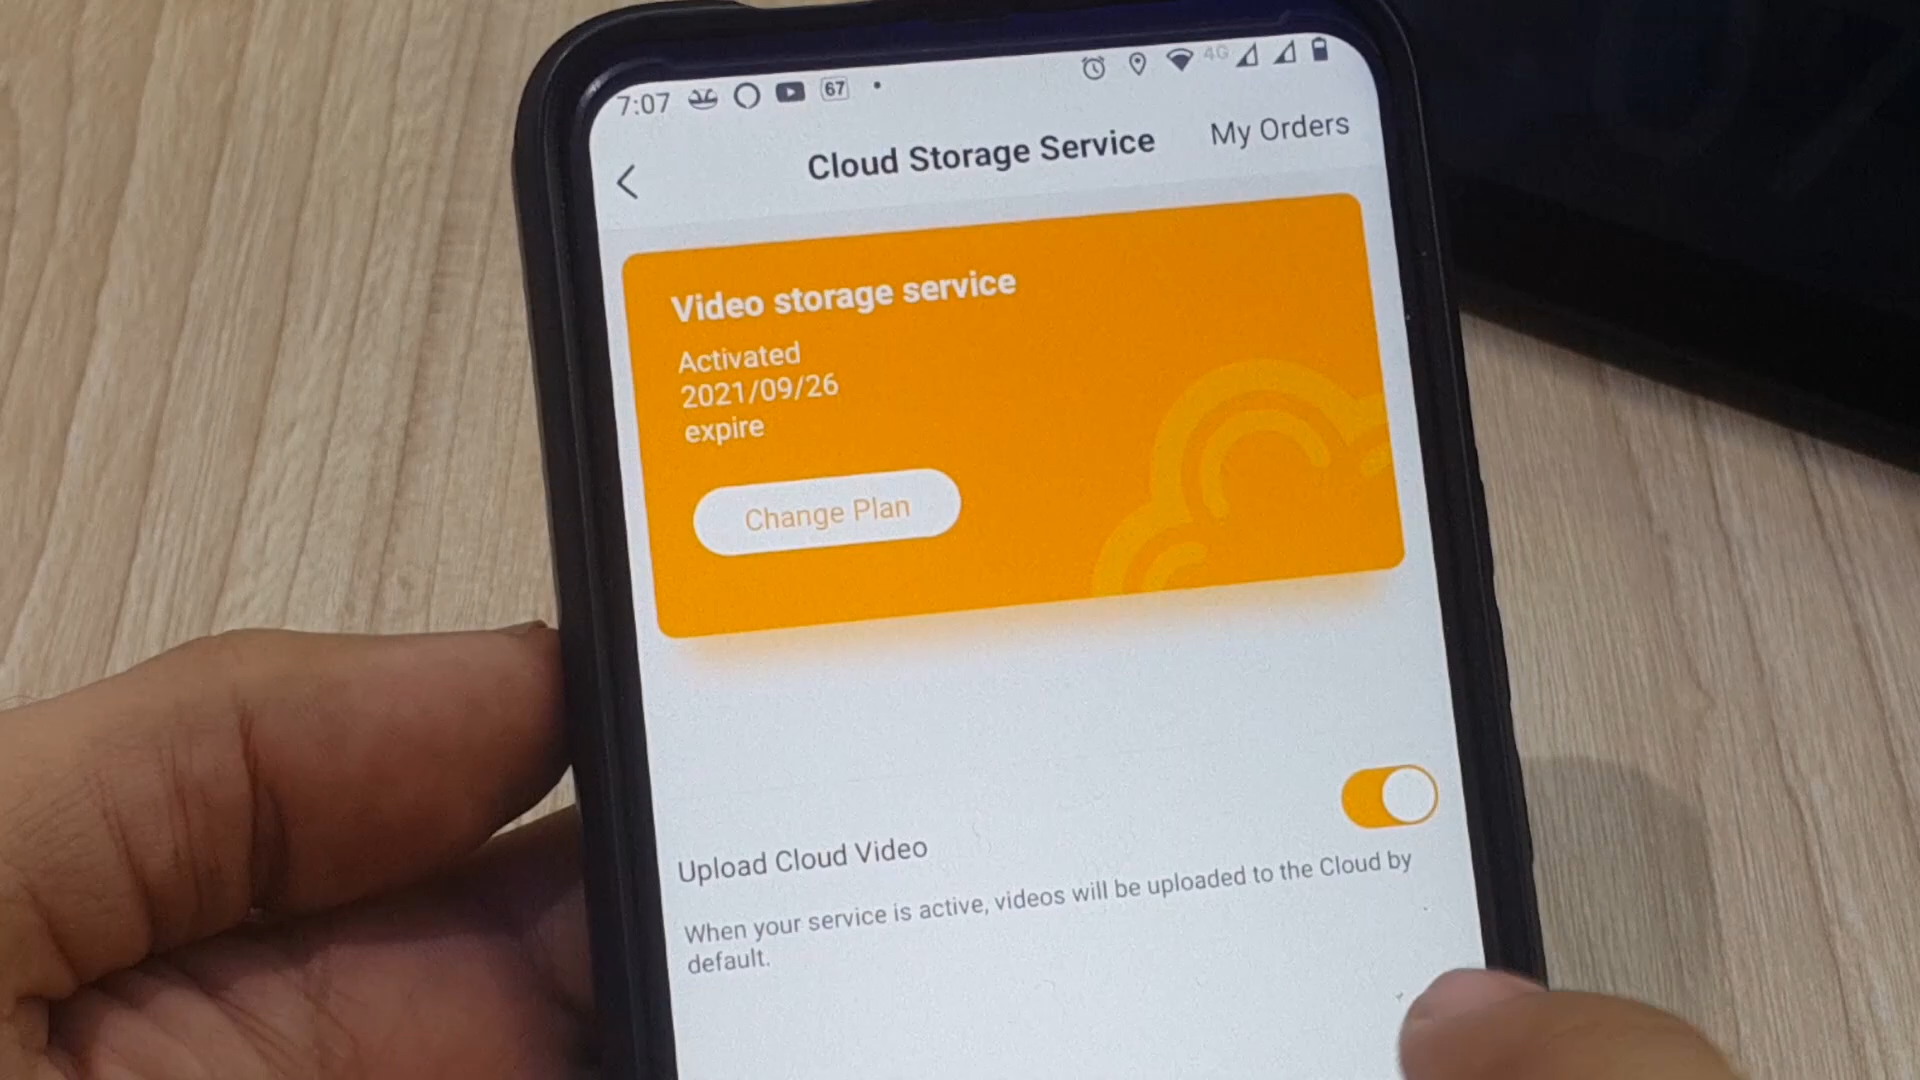 7:07 67 4G
Cloud Storage Service My Orders
Video storage service
Activated
2021/09/26
expire
Change Plan
Upload Cloud Video
When your service is active, videos will be uploaded to the Cloud by
default.